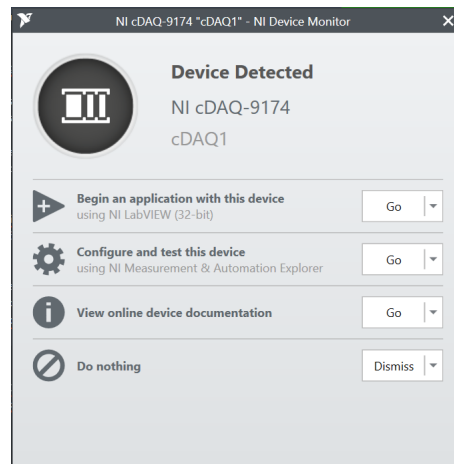 NI cDAQ-9174 "cDAQ1" - NI Device Monitor
Device Detected
NI cDAQ-9174
cDAQ1
Begin an application with this device
using NI LabVIEW (32-bit)
Go
Configure and test this device
using NI Measurement & Automation Explorer
Go
View online device documentation
Go
Do nothing
Dismiss